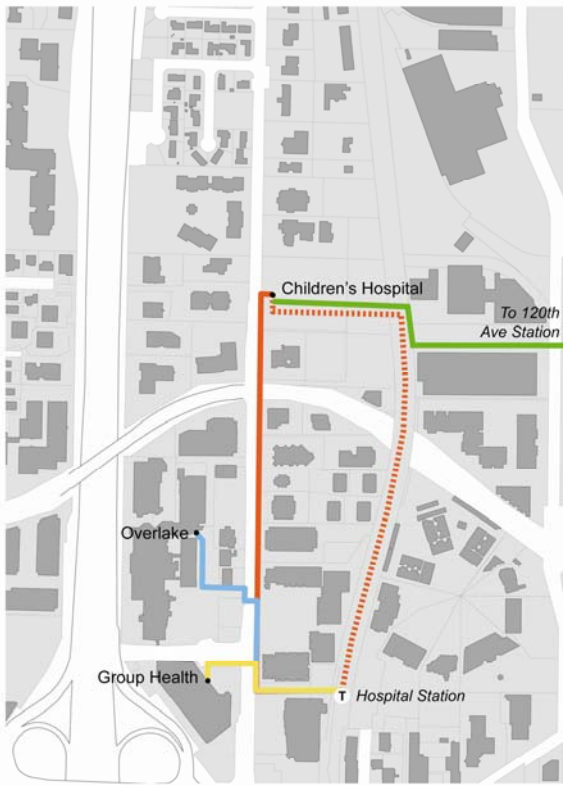 Children's Hospital
To 120th
Ave Station
Overlake
Group Health
T
Hospital Station